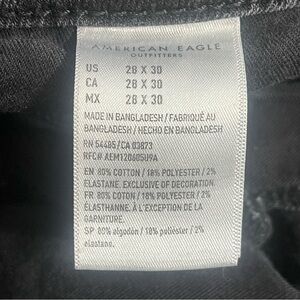 AMERICAN EAGLE
OUTFITTERS
US 28 X 30
CA 28 X 30
MX 28 X 30
MADE IN BANGLADESH / FABRIQUÉ AU
BANGLADESH / HECHO EN BANGLADESH
RN 54485/CA 03873
RFC# AEM120605U9A
EN 80% COTTON / 18% POLYESTER / 2%
ELASTANE. EXCLUSIVE OF DECORATION.
FR 80% COTON / 18% POLYESTER / 2%
ÉLASTHANNE. À L'EXCEPTION DE LA
GARNITURE.
SP 80% algodón / 18% poliéster / 2%
elastano.